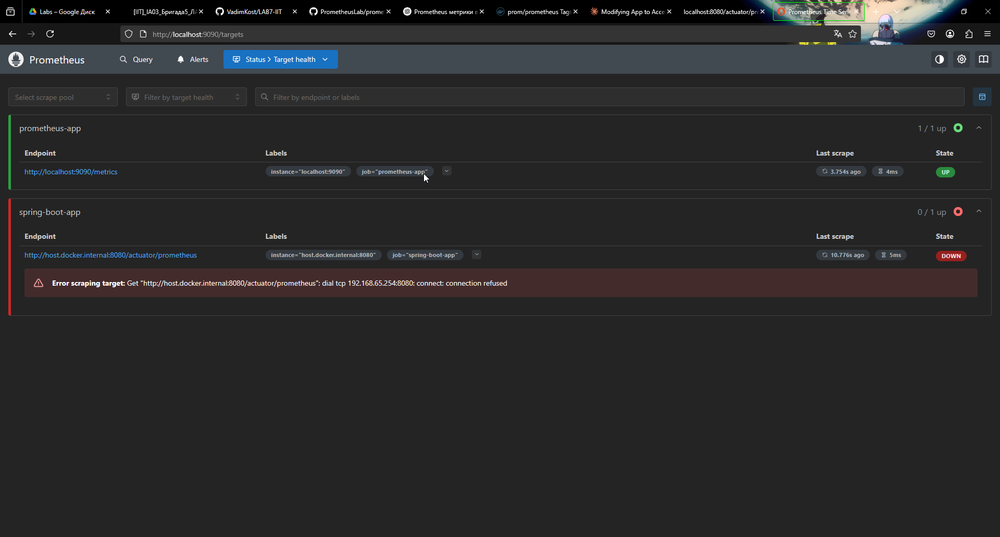 Labs – Google Диск
[IIT]_IA03_Бригада5_Л
VadimKost/LAB7-IIT
PrometheusLab/prome
Prometheus метрики в
prom/prometheus Tags
Modifying App to Acce
localhost:8080/actuator/pr
Prometheus Time Seri
http://localhost:9090/targets
Prometheus
Query
Alerts
Status > Target health
Select scrape pool
Filter by target health
Filter by endpoint or labels
prometheus-app
1 / 1 up
Endpoint Labels Last scrape State
http://localhost:9090/metrics instance="localhost:9090" job="prometheus-app" 3.754s ago 4ms UP
spring-boot-app
0 / 1 up
Endpoint Labels Last scrape State
http://host.docker.internal:8080/actuator/prometheus instance="host.docker.internal:8080" job="spring-boot-app" 10.776s ago 5ms DOWN
Error scraping target: Get "http://host.docker.internal:8080/actuator/prometheus": dial tcp 192.168.65.254:8080: connect: connection refused